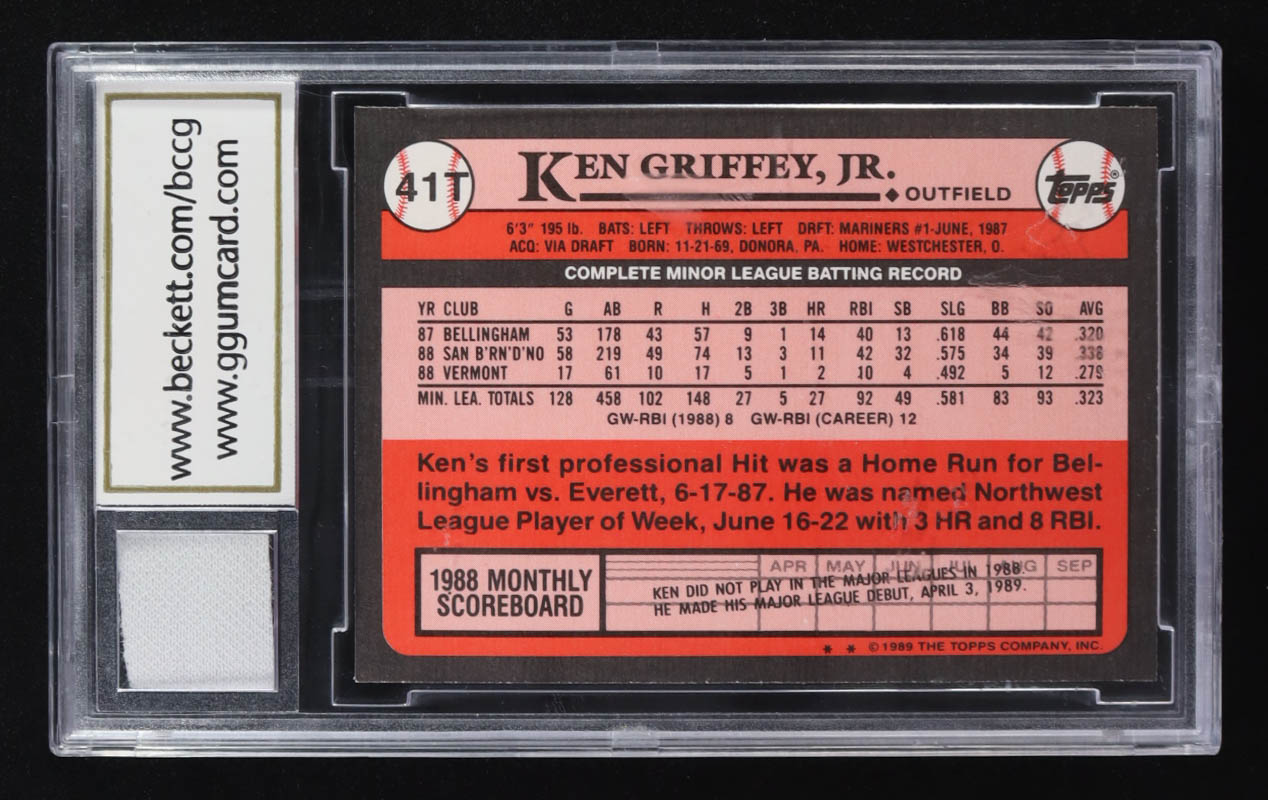 www.beckett.com/bccg
www.ggumcard.com
41T
KEN GRIFFEY, JR.
OUTFIELD
Topps®
6'3" 195 lb. BATS: LEFT THROWS: LEFT DRFT: MARINERS #1-JUNE, 1987
ACQ: VIA DRAFT BORN: 11-21-69, DONORA, PA. HOME: WESTCHESTER, O.
COMPLETE MINOR LEAGUE BATTING RECORD
YR CLUB G AB R H 2B 3B HR RBI SB SLG BB SO AVG
87 BELLINGHAM 53 178 43 57 9 1 14 40 13 .618 44 42 .320
88 SAN B'RN'D'NO 58 219 49 74 13 3 11 42 32 .575 34 39 .338
88 VERMONT 17 61 10 17 5 1 2 10 4 .492 5 12 .279
MIN. LEA. TOTALS 128 458 102 148 27 5 27 92 49 .581 83 93 .323
GW-RBI (1988) 8 GW-RBI (CAREER) 12
Ken's first professional Hit was a Home Run for Bel-
lingham vs. Everett, 6-17-87. He was named Northwest
League Player of Week, June 16-22 with 3 HR and 8 RBI.
1988 MONTHLY
SCOREBOARD
APR MAY JUN JUL AUG SEP
KEN DID NOT PLAY IN THE MAJOR LEAGUES IN 1988.
HE MADE HIS MAJOR LEAGUE DEBUT, APRIL 3, 1989.
* * © 1989 THE TOPPS COMPANY, INC.